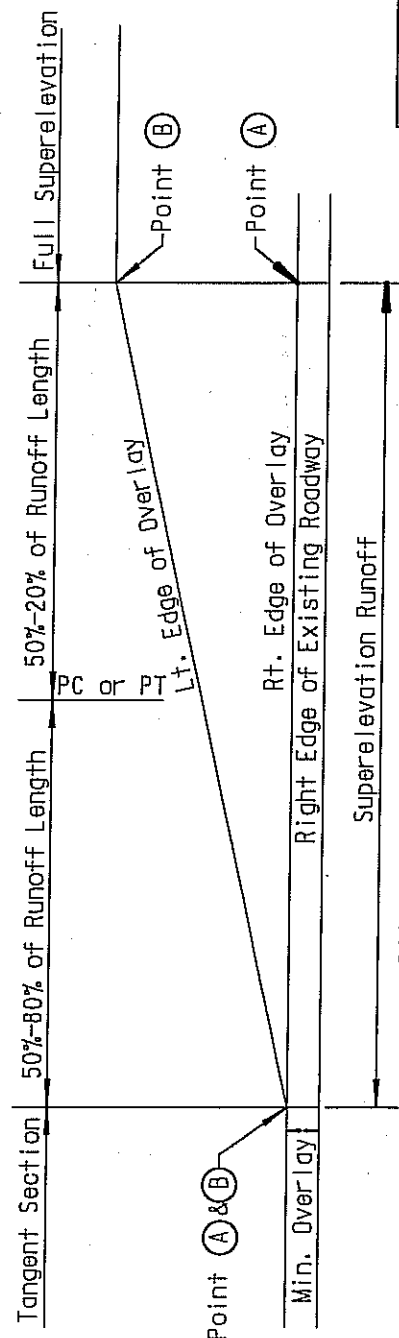 Tangent Section
50%-80% of Runoff Length
50%-20% of Runoff Length
Full Superelevation
PC or PT
Lt. Edge of Overlay
Point B
Point A
Point A & B
Rt. Edge of Overlay
Right Edge of Existing Roadway
Min. Overlay
Superelevation Runoff